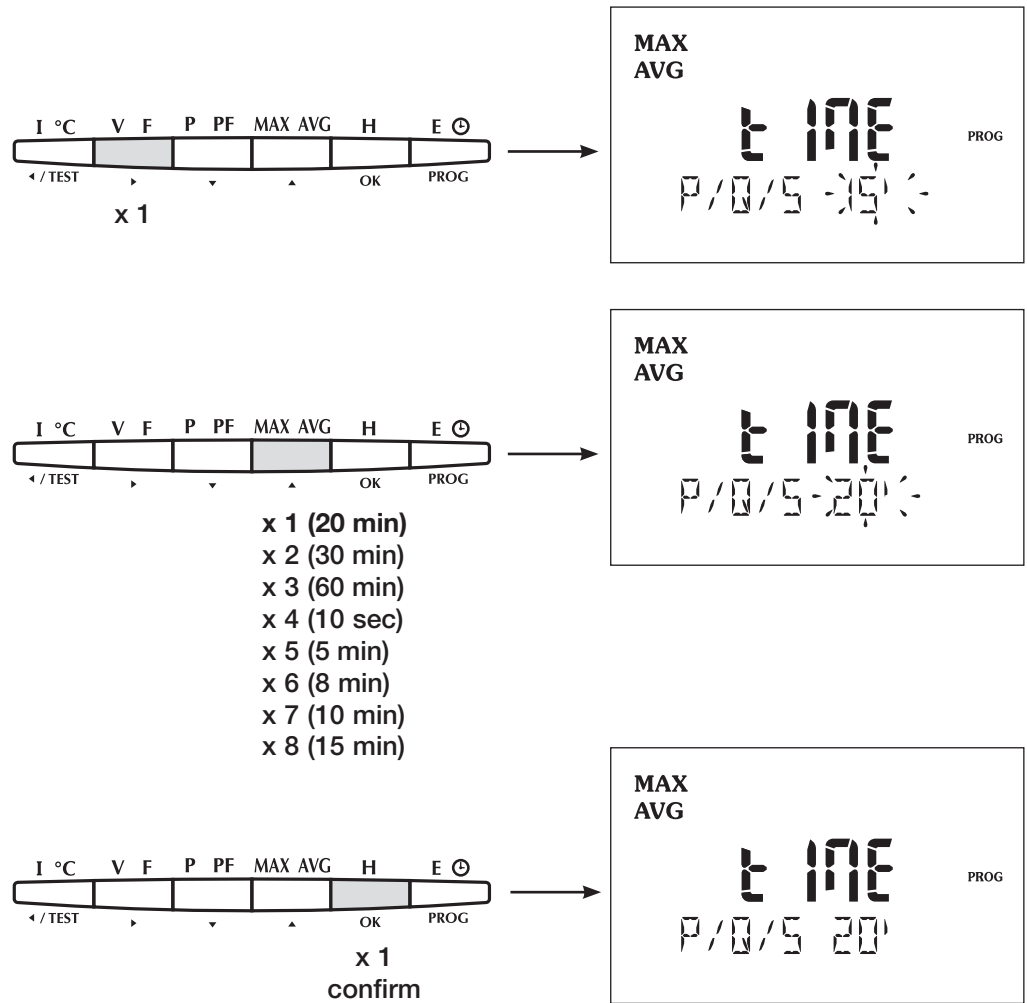 MAX
AVG
I °C V F P PF MAX AVG H E
tIME
PROG
◂ / TEST ▸ ▾ ▴ OK PROG
P/Q/S 15'
x 1
MAX
AVG
I °C V F P PF MAX AVG H E
tIME
PROG
◂ / TEST ▸ ▾ ▴ OK PROG
P/Q/S 20'
x 1 (20 min)
x 2 (30 min)
x 3 (60 min)
x 4 (10 sec)
x 5 (5 min)
x 6 (8 min)
x 7 (10 min)
x 8 (15 min)
MAX
AVG
I °C V F P PF MAX AVG H E
tIME
PROG
◂ / TEST ▸ ▾ ▴ OK PROG
P/Q/S 20'
x 1
confirm